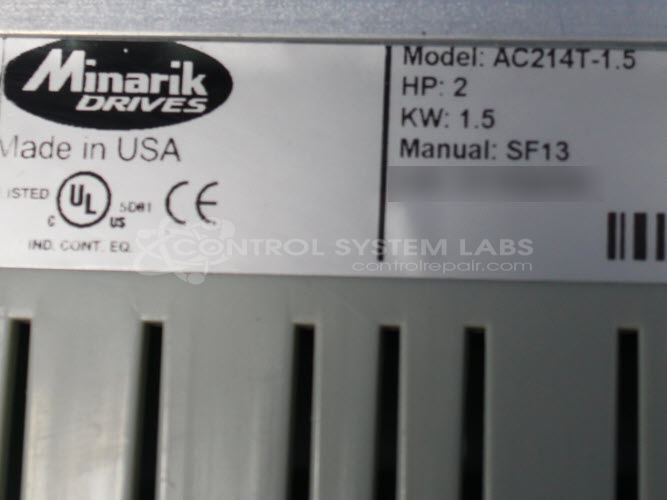 Minarik
DRIVES
Made in USA
LISTED
UL
C US
5D81
CE
IND. CONT. EQ.
Model: AC214T-1.5
HP: 2
KW: 1.5
Manual: SF13
CONTROL SYSTEM LABS
controlrepair.com